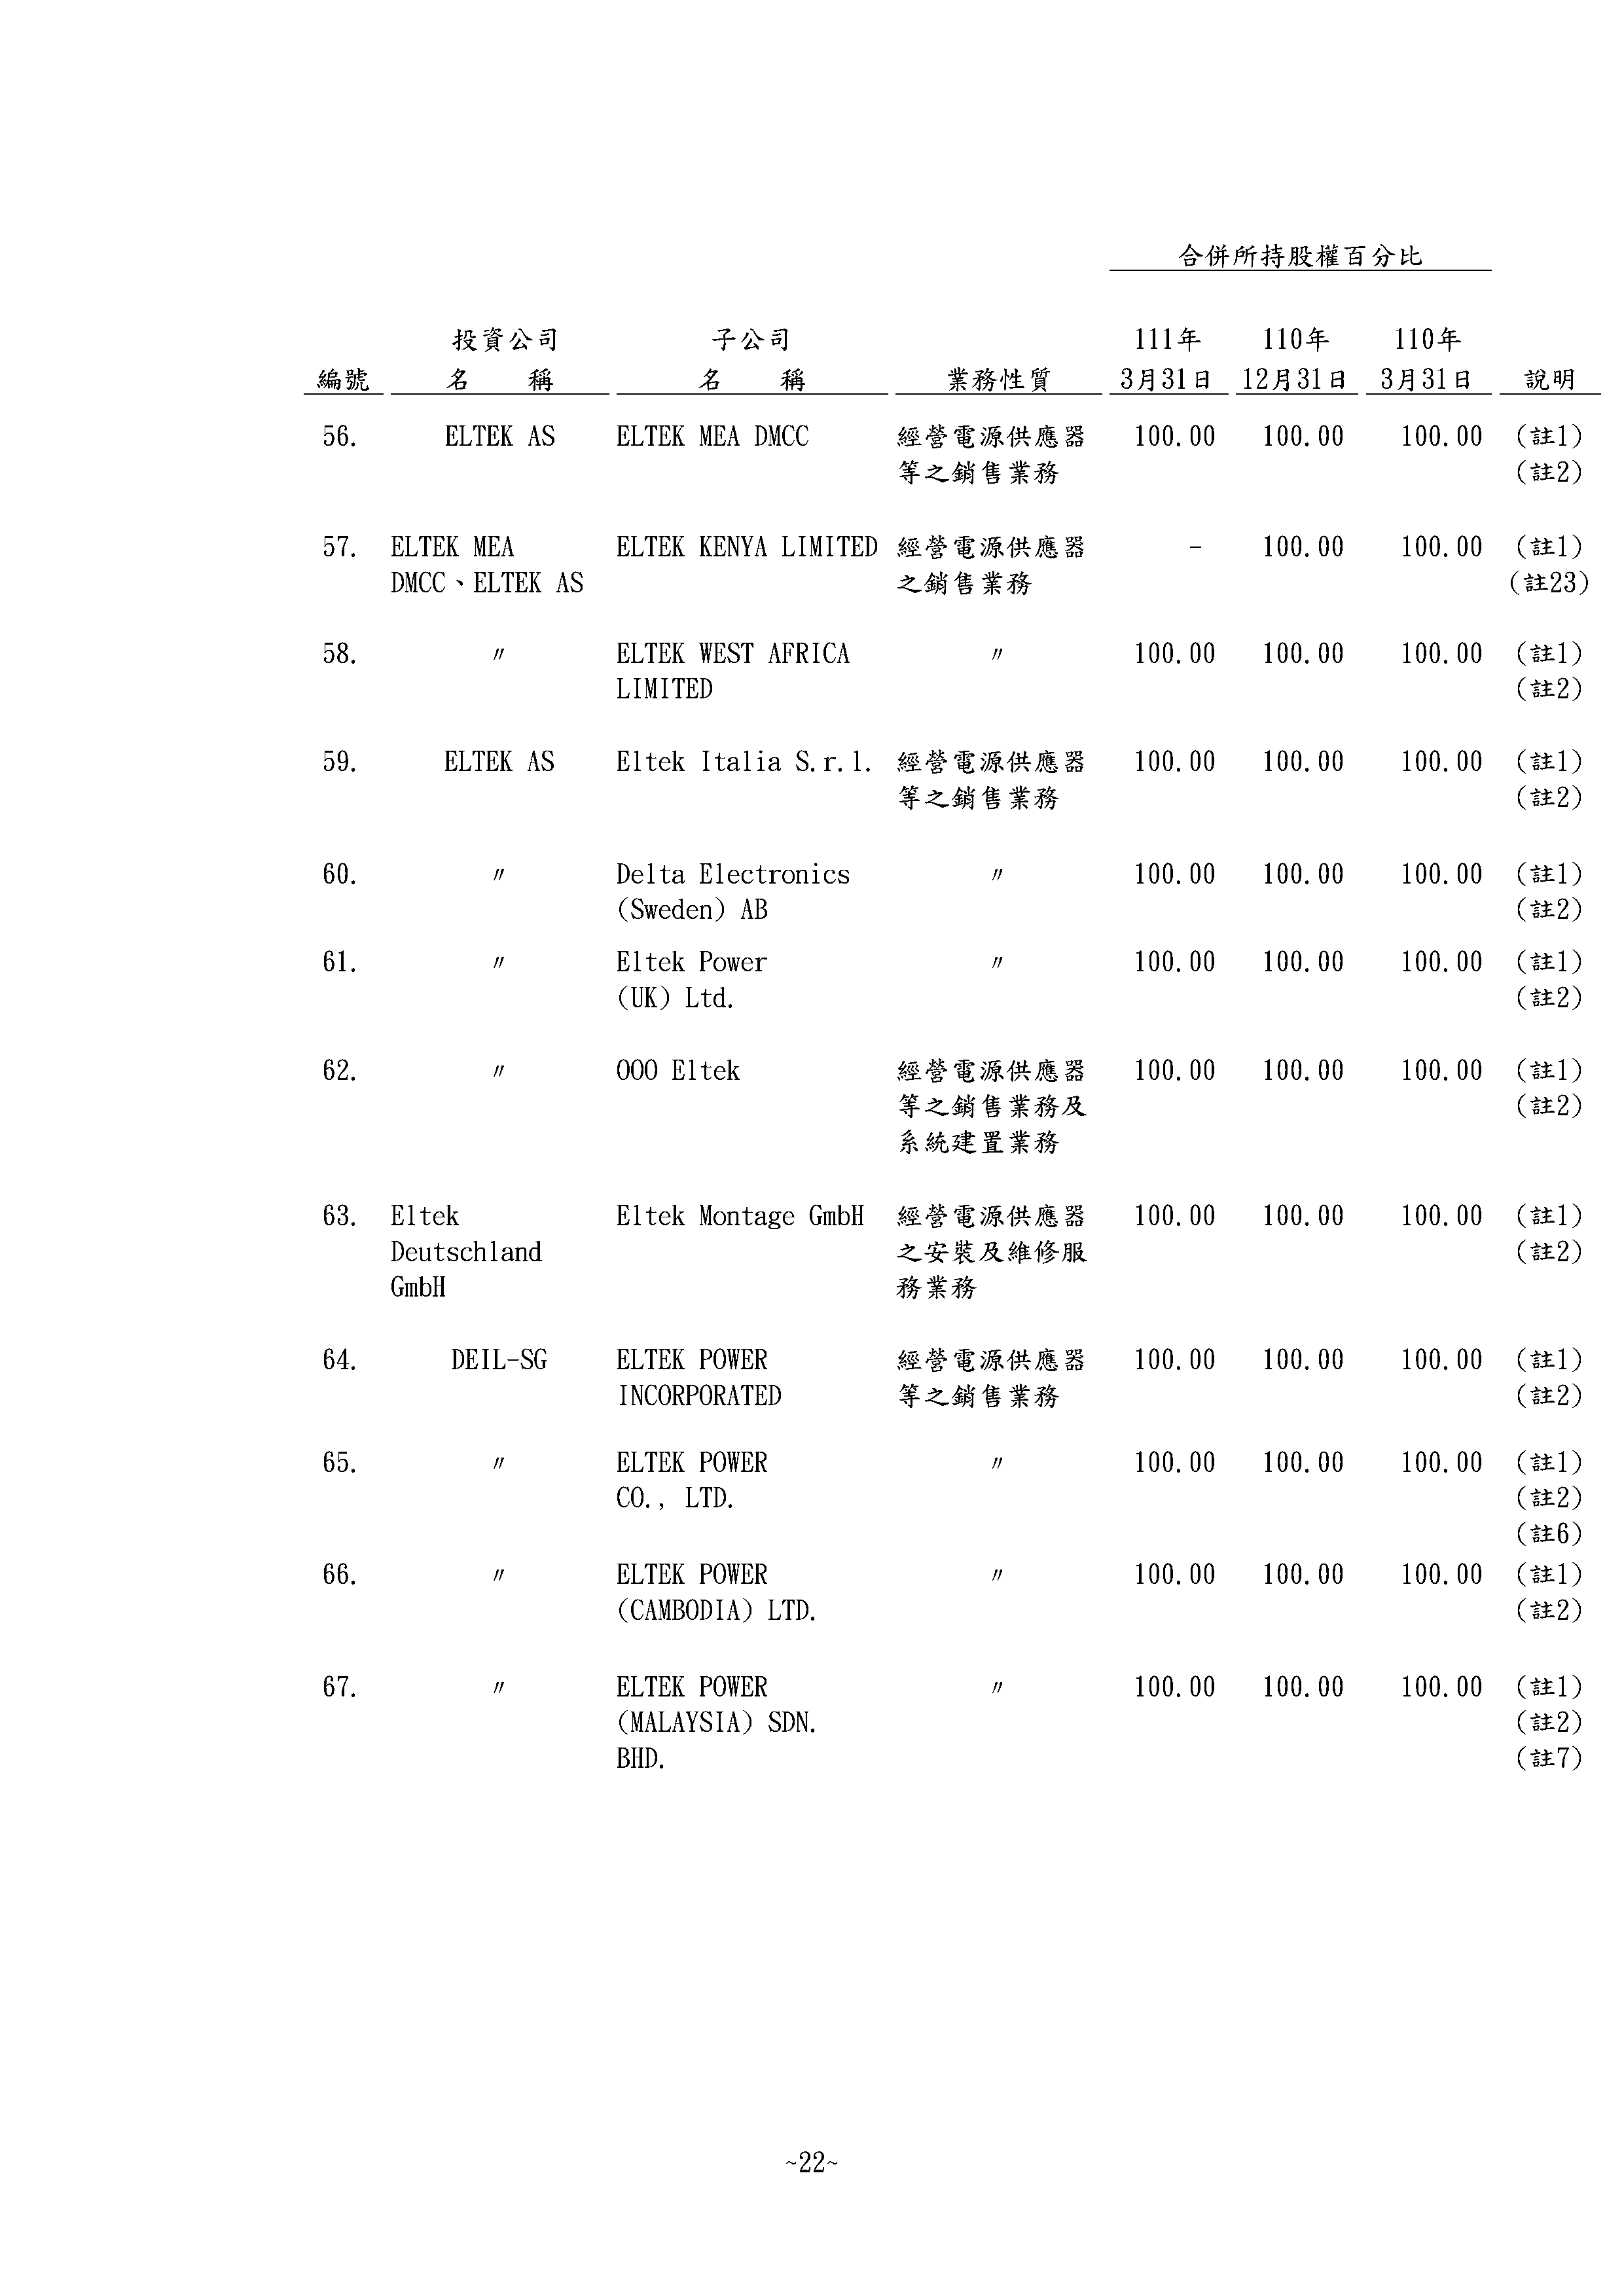 合併所持股權百分比
投資公司 子公司 111年 110年 110年
編號 名 稱 名 稱 業務性質 3月31日 12月31日 3月31日 說明
56. ELTEK AS ELTEK MEA DMCC 經營電源供應器 100.00 100.00 100.00 (註1)
等之銷售業務 (註2)
57. ELTEK MEA ELTEK KENYA LIMITED 經營電源供應器 - 100.00 100.00 (註1)
DMCC、ELTEK AS 之銷售業務 (註23)
58. 〃 ELTEK WEST AFRICA 〃 100.00 100.00 100.00 (註1)
LIMITED (註2)
59. ELTEK AS Eltek Italia S.r.l. 經營電源供應器 100.00 100.00 100.00 (註1)
等之銷售業務 (註2)
60. 〃 Delta Electronics 〃 100.00 100.00 100.00 (註1)
(Sweden) AB (註2)
61. 〃 Eltek Power 〃 100.00 100.00 100.00 (註1)
(UK) Ltd. (註2)
62. 〃 OOO Eltek 經營電源供應器 100.00 100.00 100.00 (註1)
等之銷售業務及 (註2)
系統建置業務
63. Eltek Eltek Montage GmbH 經營電源供應器 100.00 100.00 100.00 (註1)
Deutschland 之安裝及維修服 (註2)
GmbH 務業務
64. DEIL-SG ELTEK POWER 經營電源供應器 100.00 100.00 100.00 (註1)
INCORPORATED 等之銷售業務 (註2)
65. 〃 ELTEK POWER 〃 100.00 100.00 100.00 (註1)
CO., LTD. (註2)
(註6)
66. 〃 ELTEK POWER 〃 100.00 100.00 100.00 (註1)
(CAMBODIA) LTD. (註2)
67. 〃 ELTEK POWER 〃 100.00 100.00 100.00 (註1)
(MALAYSIA) SDN. (註2)
BHD. (註7)
~22~